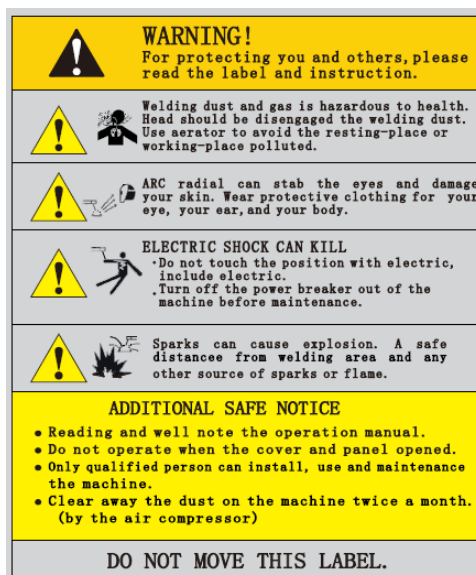 WARNING!
For protecting you and others, please
read the label and instruction.
Welding dust and gas is hazardous to health.
Head should be disengaged the welding dust.
Use aerator to avoid the resting-place or
working-place polluted.
ARC radial can stab the eyes and damage
your skin. Wear protective clothing for your
eye, your ear, and your body.
ELECTRIC SHOCK CAN KILL
·Do not touch the position with electric,
include electric.
.Turn off the power breaker out of the
machine before maintenance.
Sparks can cause explosion. A safe
distancee from welding area and any
other source of sparks or flame.
ADDITIONAL SAFE NOTICE
● Reading and well note the operation manual.
● Do not operate when the cover and panel opened.
● Only qualified person can install, use and maintenance
the machine.
● Clear away the dust on the machine twice a month.
(by the air compressor)
DO NOT MOVE THIS LABEL.